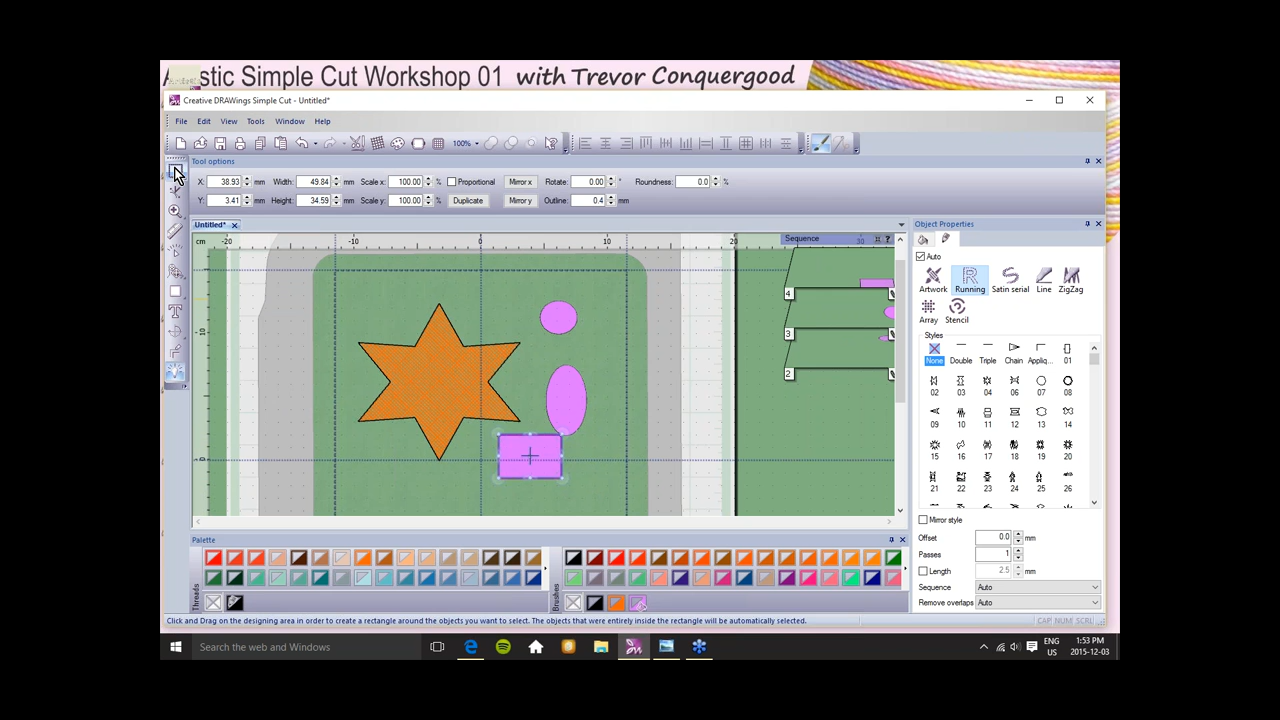 stic Simple Cut Workshop 01 with Trevor Conquergood
Creative DRAWings Simple Cut - Untitled*
File Edit View Tools Window Help
100%
Tool options
X: 38.93 mm Width: 49.84 mm Scale x: 100.00 % Proportional Mirror x Rotate: 0.00 ° Roundness: 0.0 %
Y: 3.41 mm Height: 34.59 mm Scale y: 100.00 % Duplicate Mirror y Outline: 0.4 mm
Untitled*
Object Properties
cm -20 -10 0 10 20 30
Sequence
Auto
Artwork Running Satin serial Line ZigZag
Array Stencil
4
3
2
10
0
Styles
None Double Triple Chain Appliq... 01
02 03 04 06 07 08
09 10 11 12 13 14
15 16 17 18 19 20
21 22 23 24 25 26
Mirror style
Offset 0.0 mm
Passes 1
Length 2.5 mm
Sequence Auto
Remove overlaps Auto
Palette
Threads
Brushes
Click and Drag on the designing area in order to create a rectangle around the objects you want to select. The objects that were entirely inside the rectangle will be automatically selected.
CAP NUM SCRL
Search the web and Windows
ENG
US
1:53 PM
2015-12-03